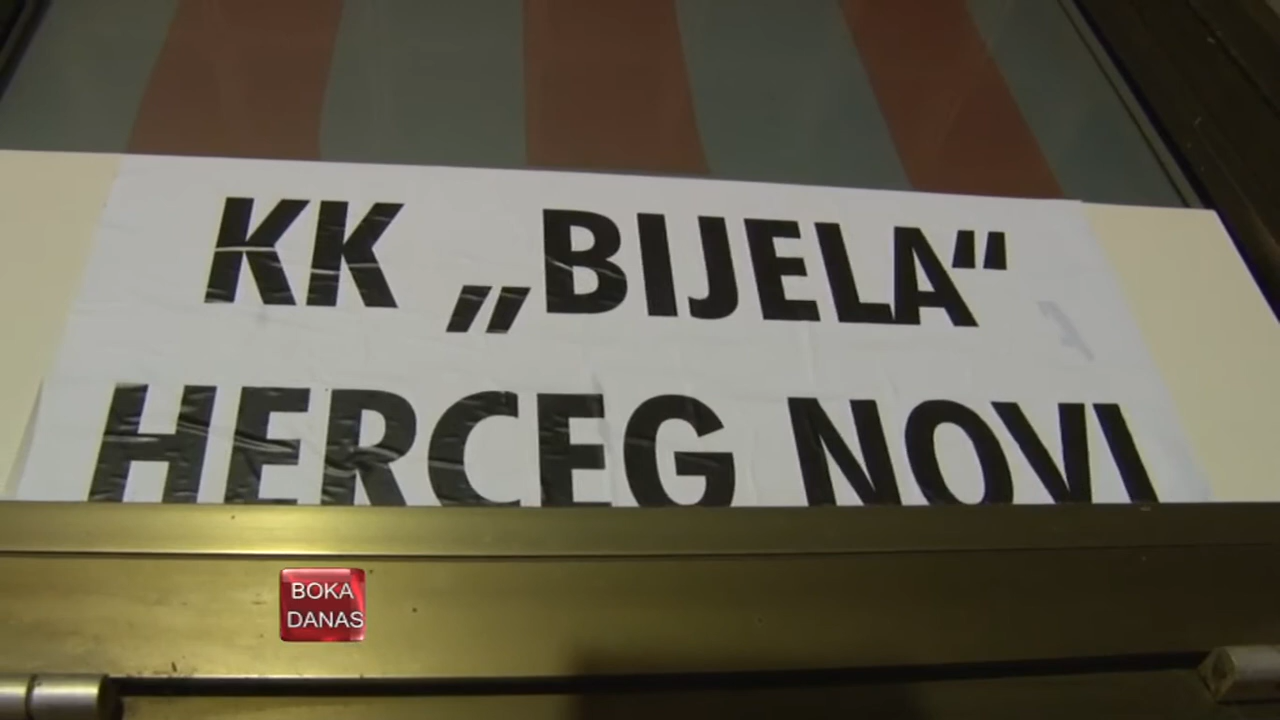 KK „BIJELA“
HERCEG NOVI
BOKA
DANAS